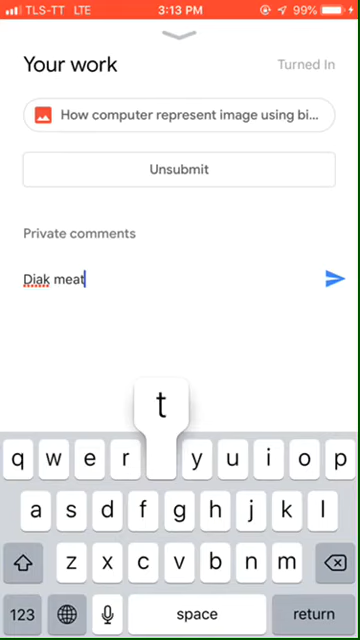 TLS-TT LTE 3:13 PM 99%
Your work Turned In
How computer represent image using bi...
Unsubmit
Private comments
Diak meat
t
q w e r y u i o p
a s d f g h j k l
z x c v b n m
123 space return